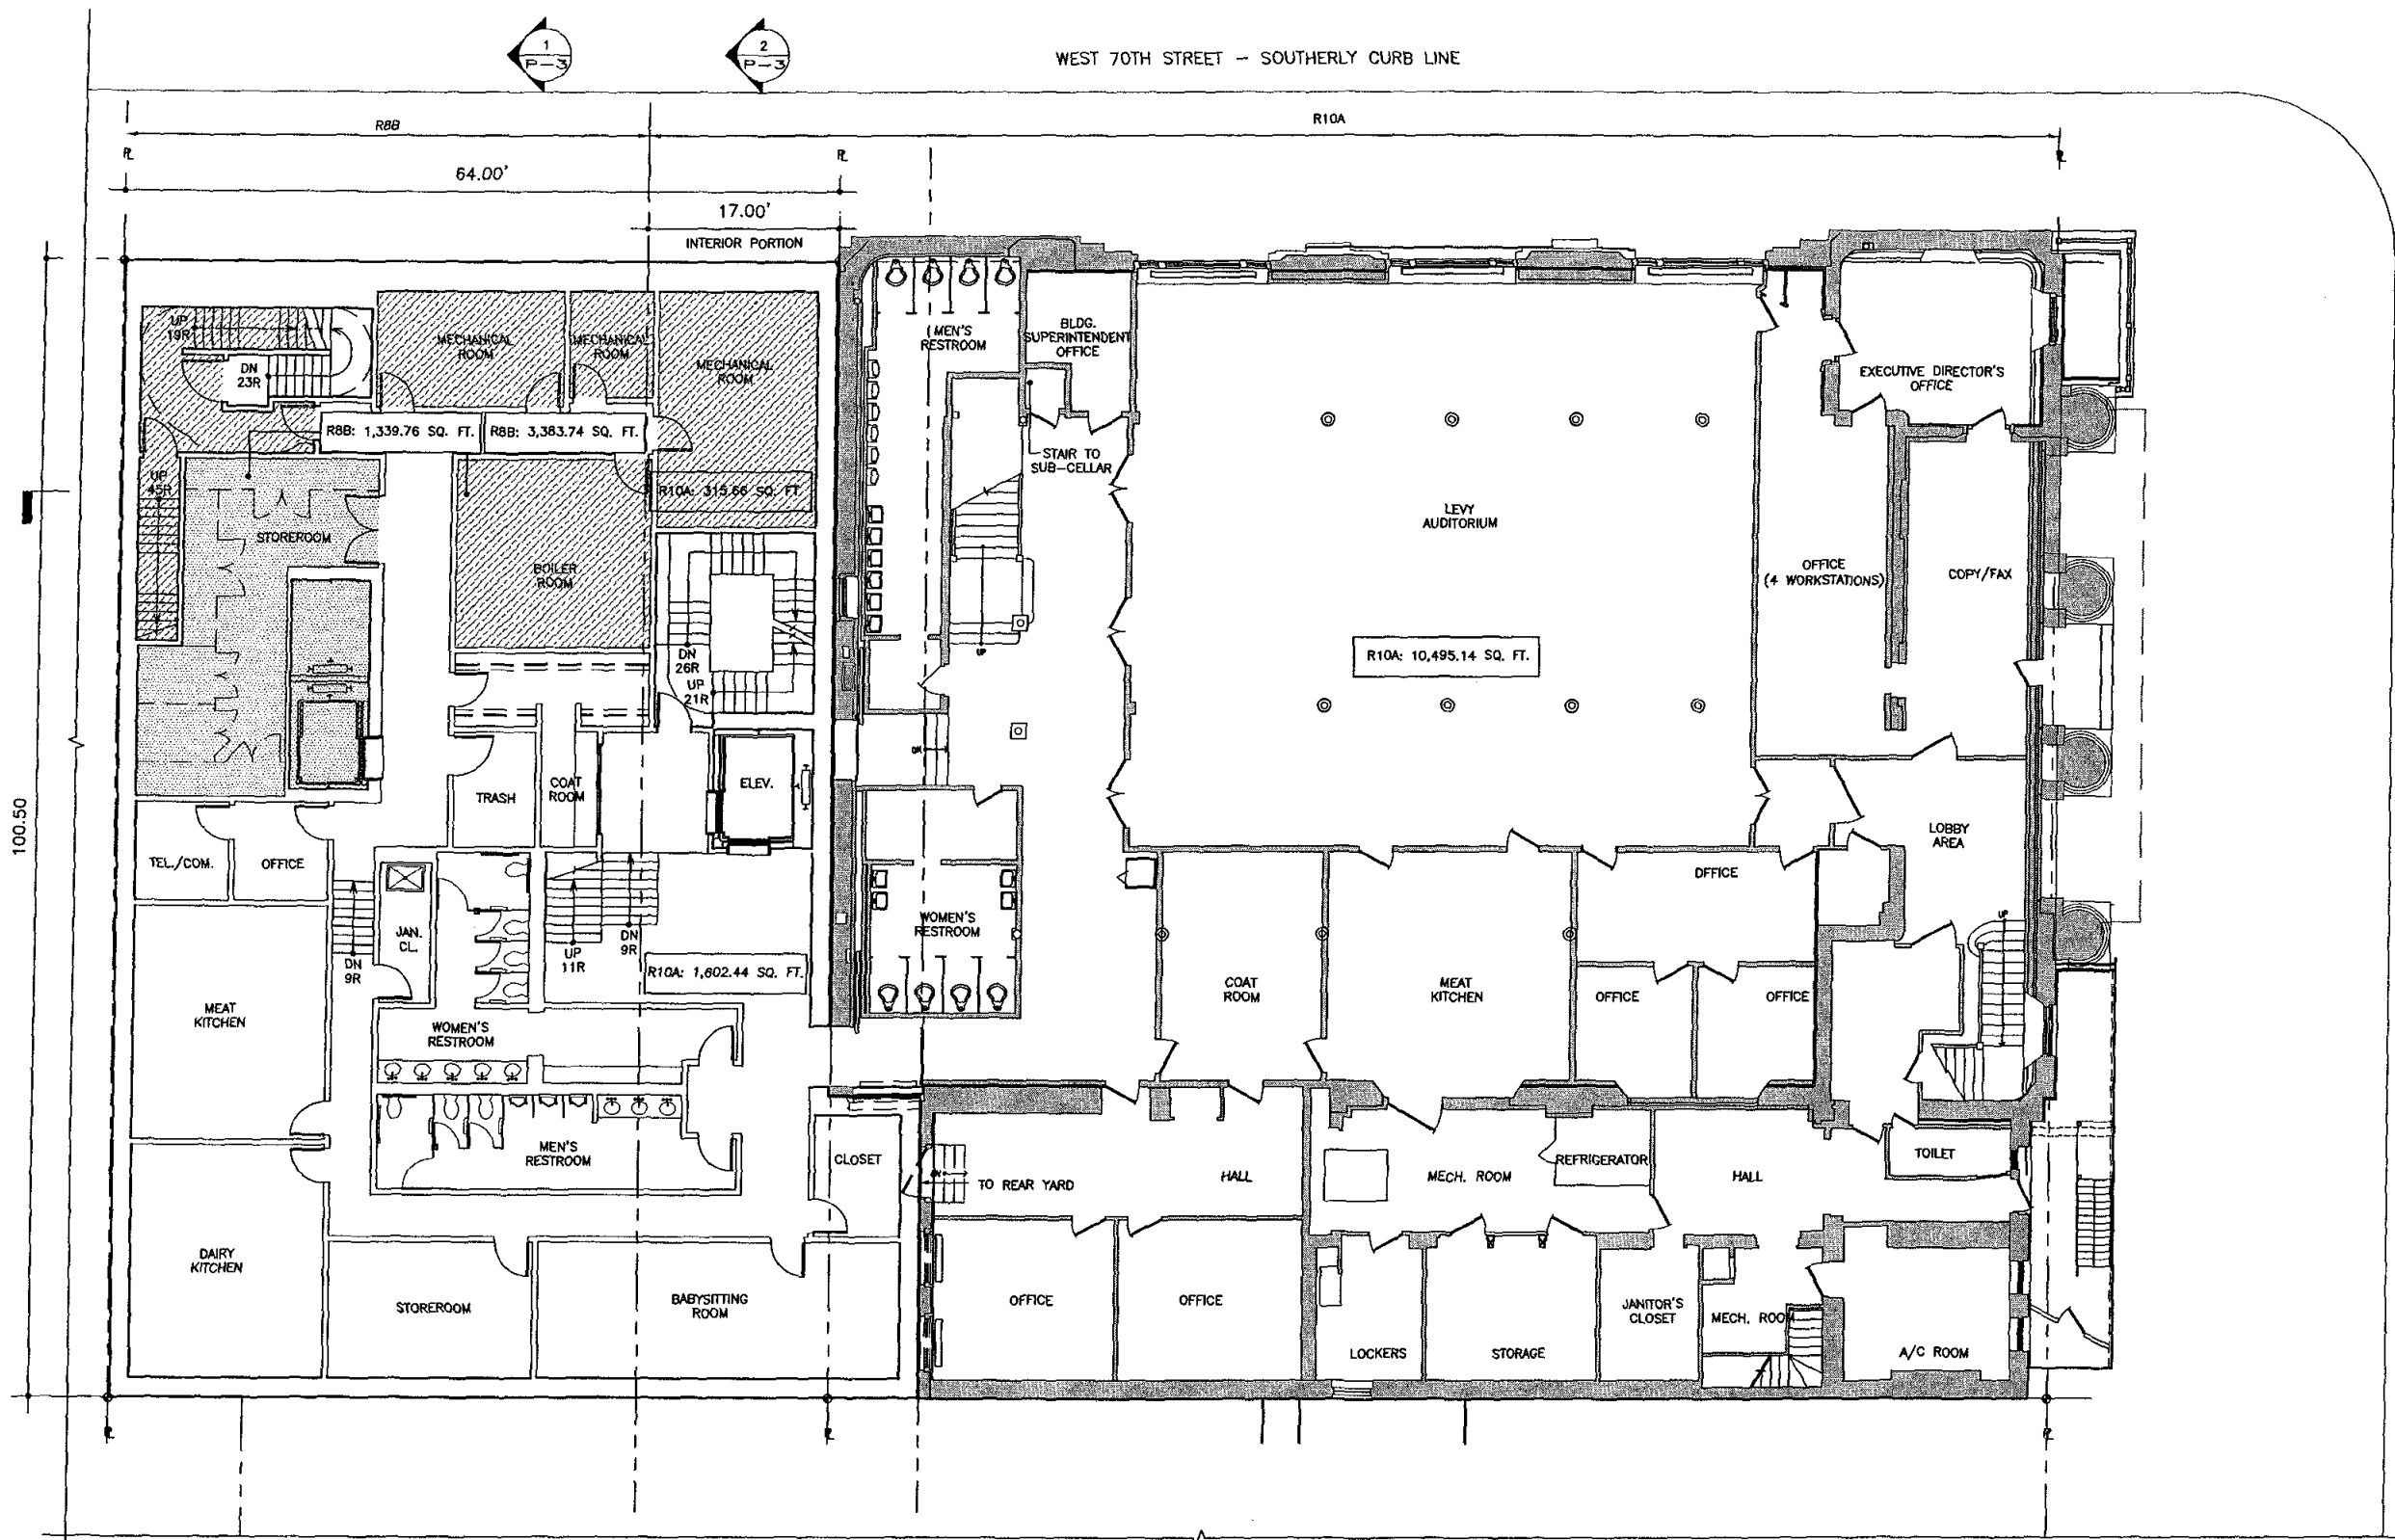 1
P-3
2
P-3
WEST 70TH STREET - SOUTHERLY CURB LINE
R8B
R10A
64.00'
17.00'
INTERIOR PORTION
UP
19R
DN
23R
MECHANICAL
ROOM
MECHANICAL
ROOM
MECHANICAL
ROOM
MEN'S
RESTROOM
BLDG.
SUPERINTENDENT
OFFICE
EXECUTIVE DIRECTOR'S
OFFICE
R8B: 1,339.76 SQ. FT.
R8B: 3,383.74 SQ. FT.
STAIR TO
SUB-CELLAR
UP
45R
R10A: 315.66 SQ. FT.
STOREROOM
LEVY
AUDITORIUM
BOILER
ROOM
OFFICE
(4 WORKSTATIONS)
COPY/FAX
DN
26R
UP
21R
UP
R10A: 10,495.14 SQ. FT.
DN
100.50
TRASH
COAT
ROOM
ELEV.
LOBBY
AREA
TEL./COM.
OFFICE
OFFICE
JAN.
CL.
DN
9R
UP
11R
DN
9R
WOMEN'S
RESTROOM
UP
R10A: 1,602.44 SQ. FT.
COAT
ROOM
MEAT
KITCHEN
OFFICE
OFFICE
MEAT
KITCHEN
WOMEN'S
RESTROOM
MEN'S
RESTROOM
CLOSET
TO REAR YARD
HALL
MECH. ROOM
REFRIGERATOR
HALL
TOILET
DAIRY
KITCHEN
STOREROOM
BABYSITTING
ROOM
OFFICE
OFFICE
LOCKERS
STORAGE
JANITOR'S
CLOSET
MECH. ROOM
A/C ROOM